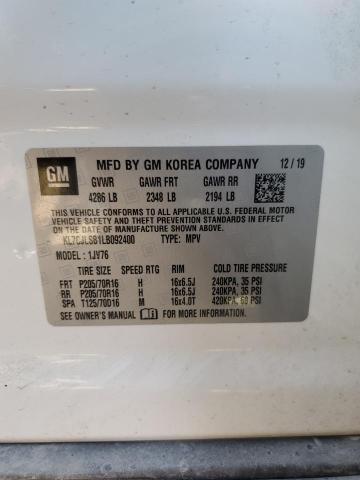 GM
MFD BY GM KOREA COMPANY 12/19
GVWR GAWR FRT GAWR RR
4286 LB 2348 LB 2194 LB
THIS VEHICLE CONFORMS TO ALL APPLICABLE U.S. FEDERAL MOTOR
VEHICLE SAFETY, BUMPER, AND THEFT PREVENTION STANDARDS
IN EFFECT ON THE DATE OF MANUFACTURE SHOWN ABOVE.
KL7CJLSB1LB092400 TYPE: MPV
MODEL : 1JV76
TIRE SIZE SPEED RTG RIM COLD TIRE PRESSURE
FRT P205/70R16 H 16x6.5J 240KPA, 35 PSI
RR P205/70R16 H 16x6.5J 240KPA, 35 PSI
SPA T125/70D16 M 16x4.0T 420KPA, 60 PSI
SEE OWNER'S MANUAL FOR MORE INFORMATION.